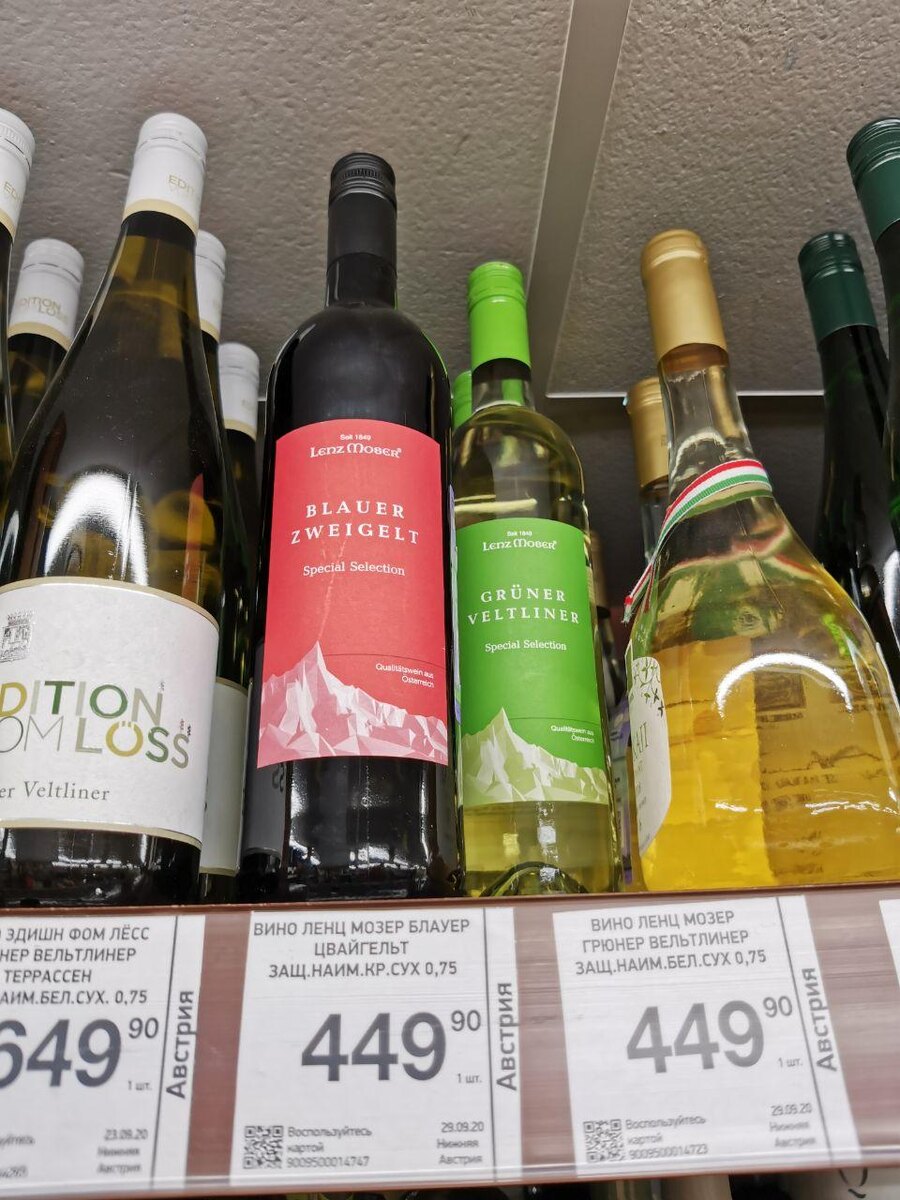 EDI
DITION
LÖ
DITION
OM LÖSS
er Veltliner
Seit 1849
LENZ MOSER
BLAUER
ZWEIGELT
Special Selection
Qualitätswein aus
Österreich
Seit 1849
LENZ MOSER
GRÜNER
VELTLINER
Special Selection
Qualitätswein aus
Österreich
ЭДИШН ФОМ ЛЁСС
НЕР ВЕЛЬТЛИНЕР
ТЕРРАССЕН
АИМ.БЕЛ.СУХ. 0,75
649 90
1 шт.
Австрия
23.09.20
Нижняя
Австрия
ВИНО ЛЕНЦ МОЗЕР БЛАУЕР
ЦВАЙГЕЛЬТ
ЗАЩ.НАИМ.КР.СУХ 0,75
449 90
1 шт.
Австрия
Воспользуйтесь
картой
9009500014747
29.09.20
Нижняя
Австрия
ВИНО ЛЕНЦ МОЗЕР
ГРЮНЕР ВЕЛЬТЛИНЕР
ЗАЩ.НАИМ.БЕЛ.СУХ 0,75
449 90
1 шт.
Австрия
Воспользуйтесь
картой
9009500014723
29.09.20
Нижняя
Австрия